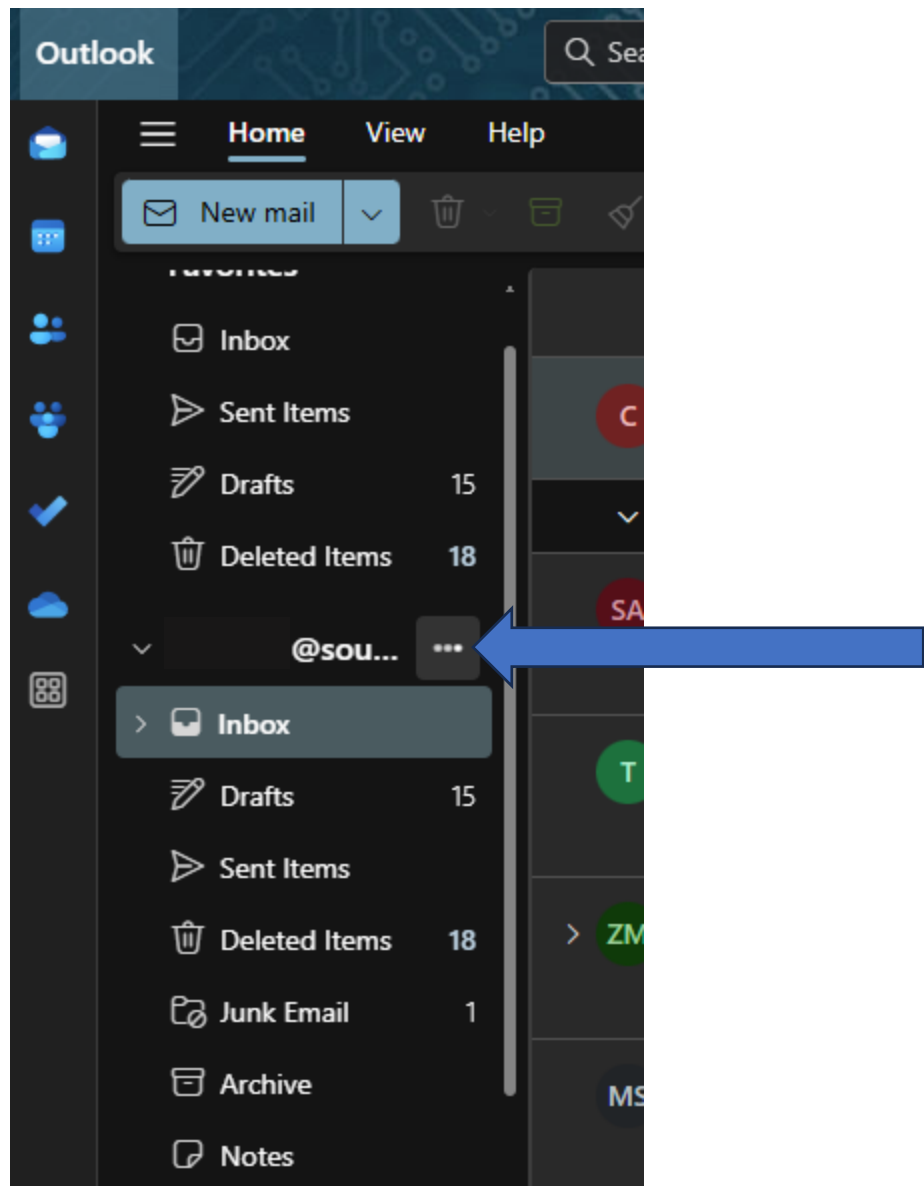 Outlook
Sea
Home View Help
New mail
Favorites
Inbox
Sent Items
Drafts 15
Deleted Items 18
@sou...
Inbox
Drafts 15
Sent Items
Deleted Items 18
Junk Email 1
Archive
Notes
C
SA
T
ZM
MS